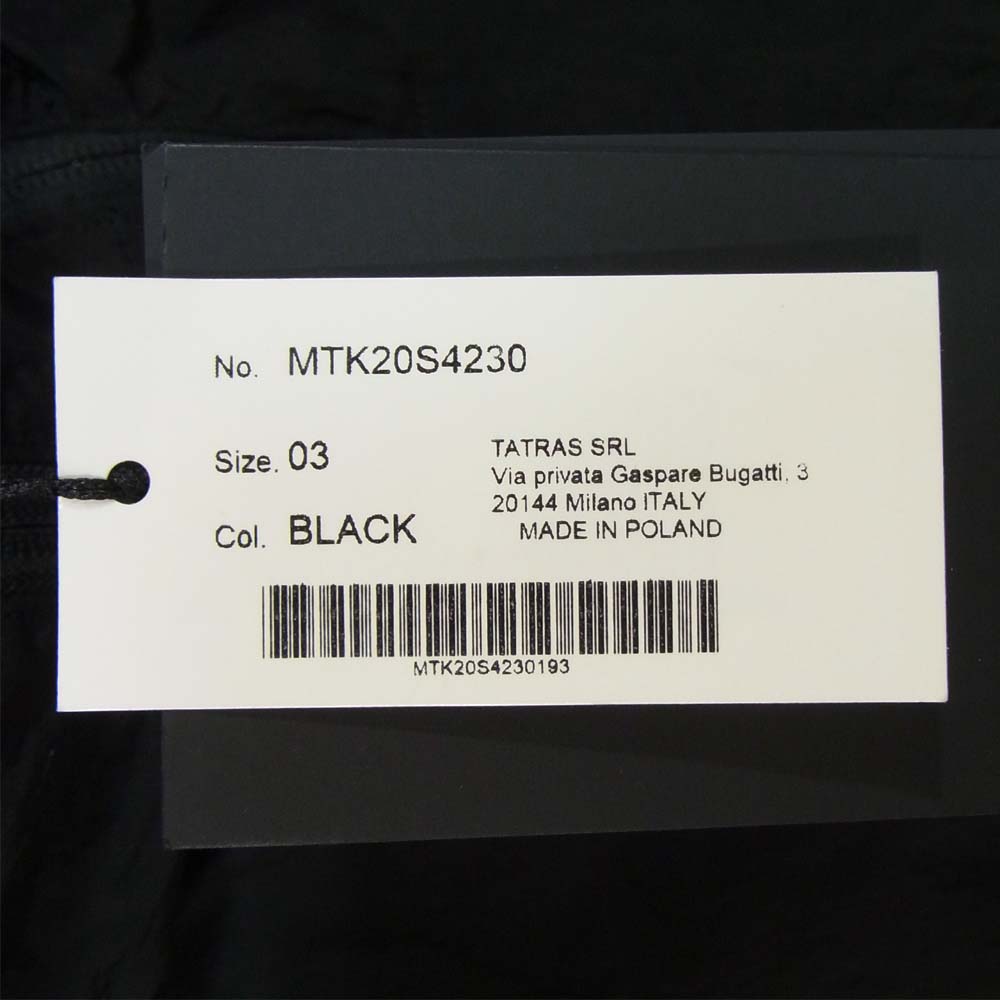 No. MTK20S4230
Size. 03
Col. BLACK
TATRAS SRL
Via privata Gaspare Bugatti, 3
20144 Milano ITALY
MADE IN POLAND
MTK20S4230193